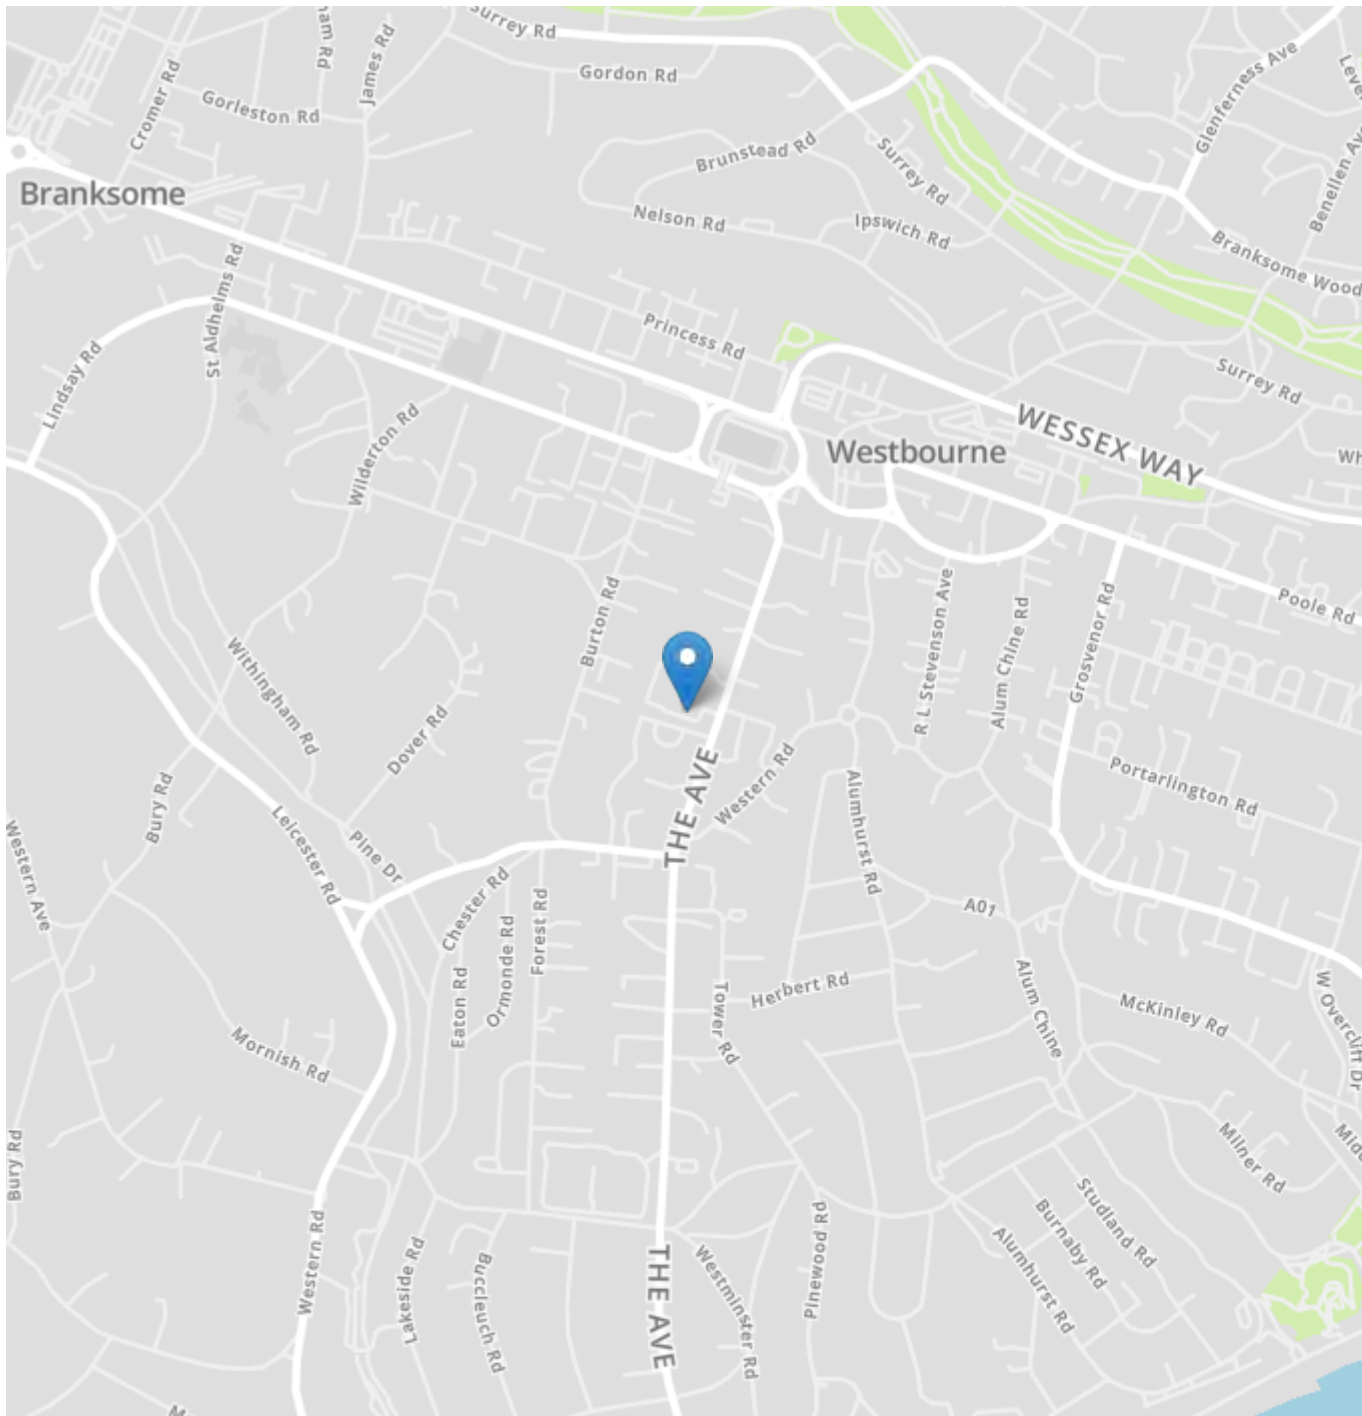 Surrey Rd
Gordon Rd
James Rd
Cromer Rd
Gorleston Rd
Glenferness Ave
Brunstead Rd
Surrey Rd
Branksome
Nelson Rd
Ipswich Rd
Branksome Wood
St Aldhelms Rd
Princess Rd
Lindsay Rd
Surrey Rd
Wilderton Rd
WESSEX WAY
Westbourne
Poole Rd
Burton Rd
R L Stevenson Ave
Alum Chine Rd
Grosvenor Rd
Withingham Rd
Dover Rd
THE AVE
Western Rd
Portarlington Rd
Bury Rd
Alumhurst Rd
Leicester Rd
Pine Dr
Western Ave
Chester Rd
Forest Rd
Ormonde Rd
Eaton Rd
A01
Alum Chine
Herbert Rd
Tower Rd
McKinley Rd
W Overcliff Dr
Mornish Rd
Bury Rd
Milner Rd
Studland Rd
Burnaby Rd
Alumhurst Rd
Pinewood Rd
Western Rd
Lakeside Rd
Buccleuch Rd
THE AVE
Westminster Rd